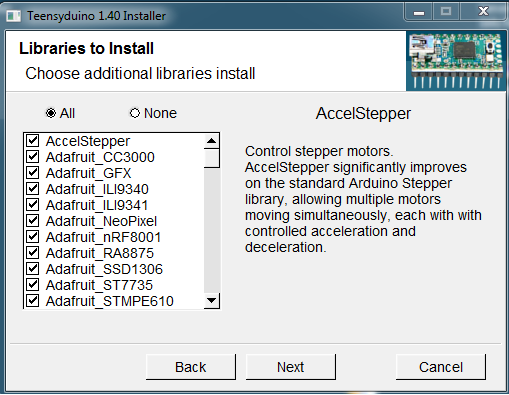 Teensyduino 1.40 Installer
Libraries to Install
Choose additional libraries install
All
None
AccelStepper
Adafruit_CC3000
Adafruit_GFX
Adafruit_ILI9340
Adafruit_ILI9341
Adafruit_NeoPixel
Adafruit_nRF8001
Adafruit_RA8875
Adafruit_SSD1306
Adafruit_ST7735
Adafruit_STMPE610
AccelStepper
Control stepper motors.
AccelStepper significantly improves
on the standard Arduino Stepper
library, allowing multiple motors
moving simultaneously, each with with
controlled acceleration and
deceleration.
Back
Next
Cancel